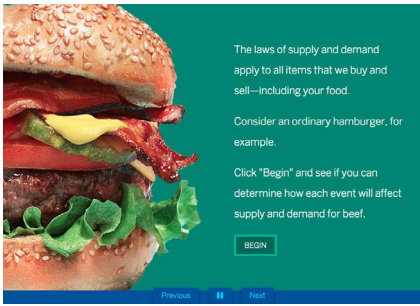 The laws of supply and demand
apply to all items that we buy and
sell—including your food.
Consider an ordinary hamburger, for
example.
Click "Begin" and see if you can
determine how each event will affect
supply and demand for beef.
BEGIN
Previous
Next